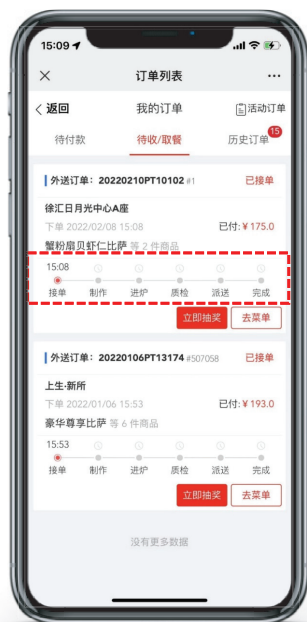 15:09
订单列表
返回
我的订单
活动订单
待付款
待收/取餐
历史订单
15
外送订单：20220210PT10102 #1
已接单
徐汇日月光中心A座
下单 2022/02/08 15:08
已付：¥175.0
蟹粉扇贝虾仁比萨 等 2 件商品
15:08
接单 制作 进炉 质检 派送 完成
立即抽奖 去菜单
外送订单：20220106PT13174 #507058
已接单
上生·新所
下单 2022/01/06 15:53
已付：¥193.0
豪华尊享比萨 等 6 件商品
15:53
接单 制作 进炉 质检 派送 完成
立即抽奖 去菜单
没有更多数据